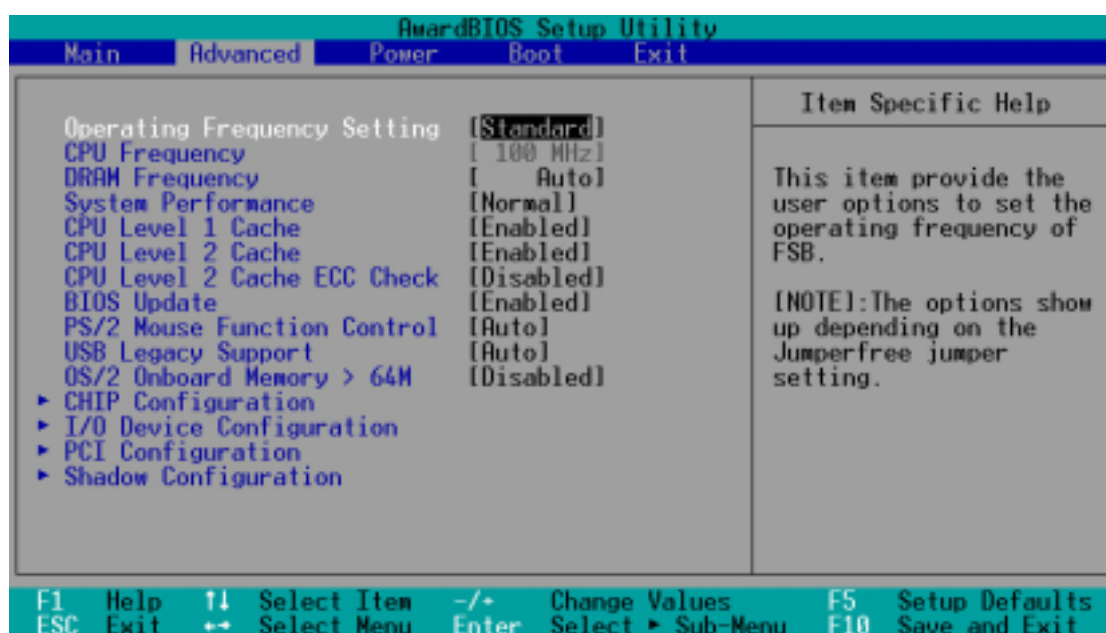 AwardBIOS Setup Utility
Main Advanced Power Boot Exit
Operating Frequency Setting [Standard]
CPU Frequency [ 100 MHz]
DRAM Frequency [ Auto]
System Performance [Normal]
CPU Level 1 Cache [Enabled]
CPU Level 2 Cache [Enabled]
CPU Level 2 Cache ECC Check [Disabled]
BIOS Update [Enabled]
PS/2 Mouse Function Control [Auto]
USB Legacy Support [Auto]
OS/2 Onboard Memory > 64M [Disabled]
► CHIP Configuration
► I/O Device Configuration
► PCI Configuration
► Shadow Configuration
Item Specific Help
This item provide the
user options to set the
operating frequency of
FSB.
[NOTE]:The options show
up depending on the
Jumperfree jumper
setting.
F1 Help ↑↓ Select Item -/+ Change Values F5 Setup Defaults
ESC Exit ←→ Select Menu Enter Select ► Sub-Menu F10 Save and Exit